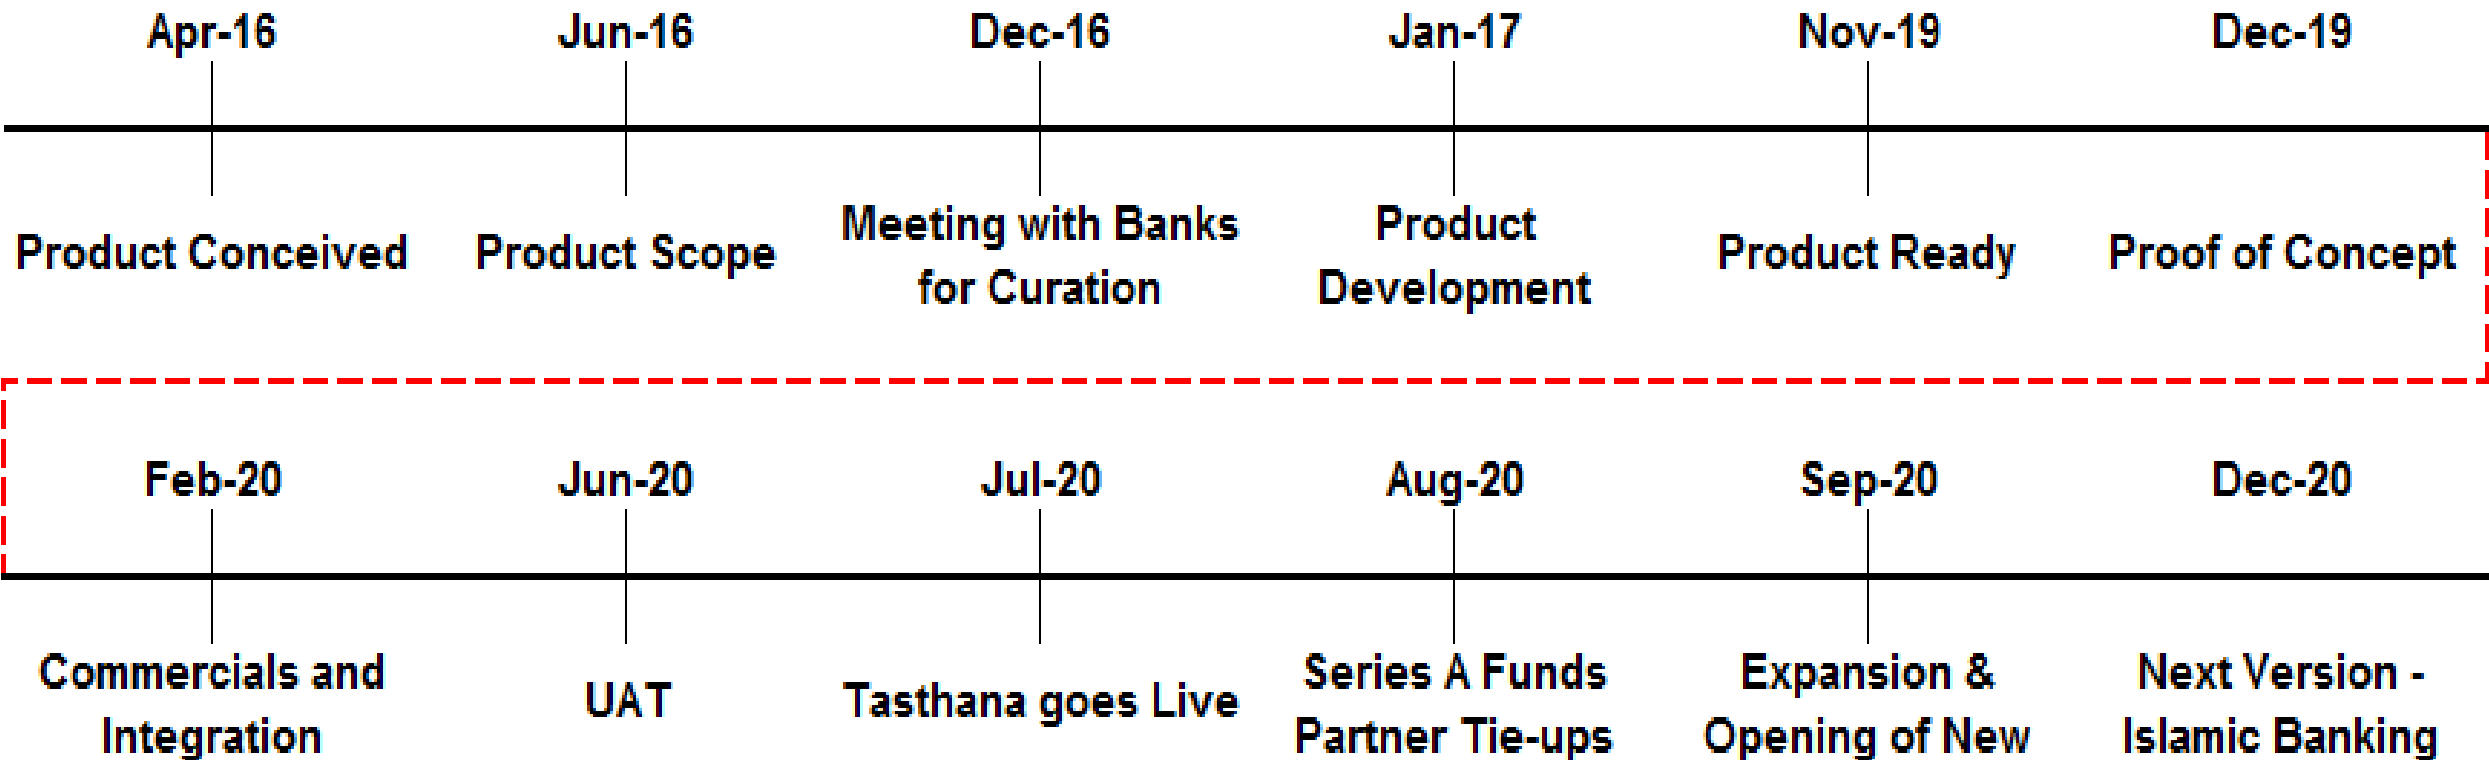 Apr-16 Jun-16 Dec-16 Jan-17 Nov-19 Dec-19
Product Conceived Product Scope Meeting with Banks for Curation Product Development Product Ready Proof of Concept
Feb-20 Jun-20 Jul-20 Aug-20 Sep-20 Dec-20
Commercials and Integration UAT Tasthana goes Live Series A Funds Partner Tie-ups Expansion & Opening of New Next Version - Islamic Banking